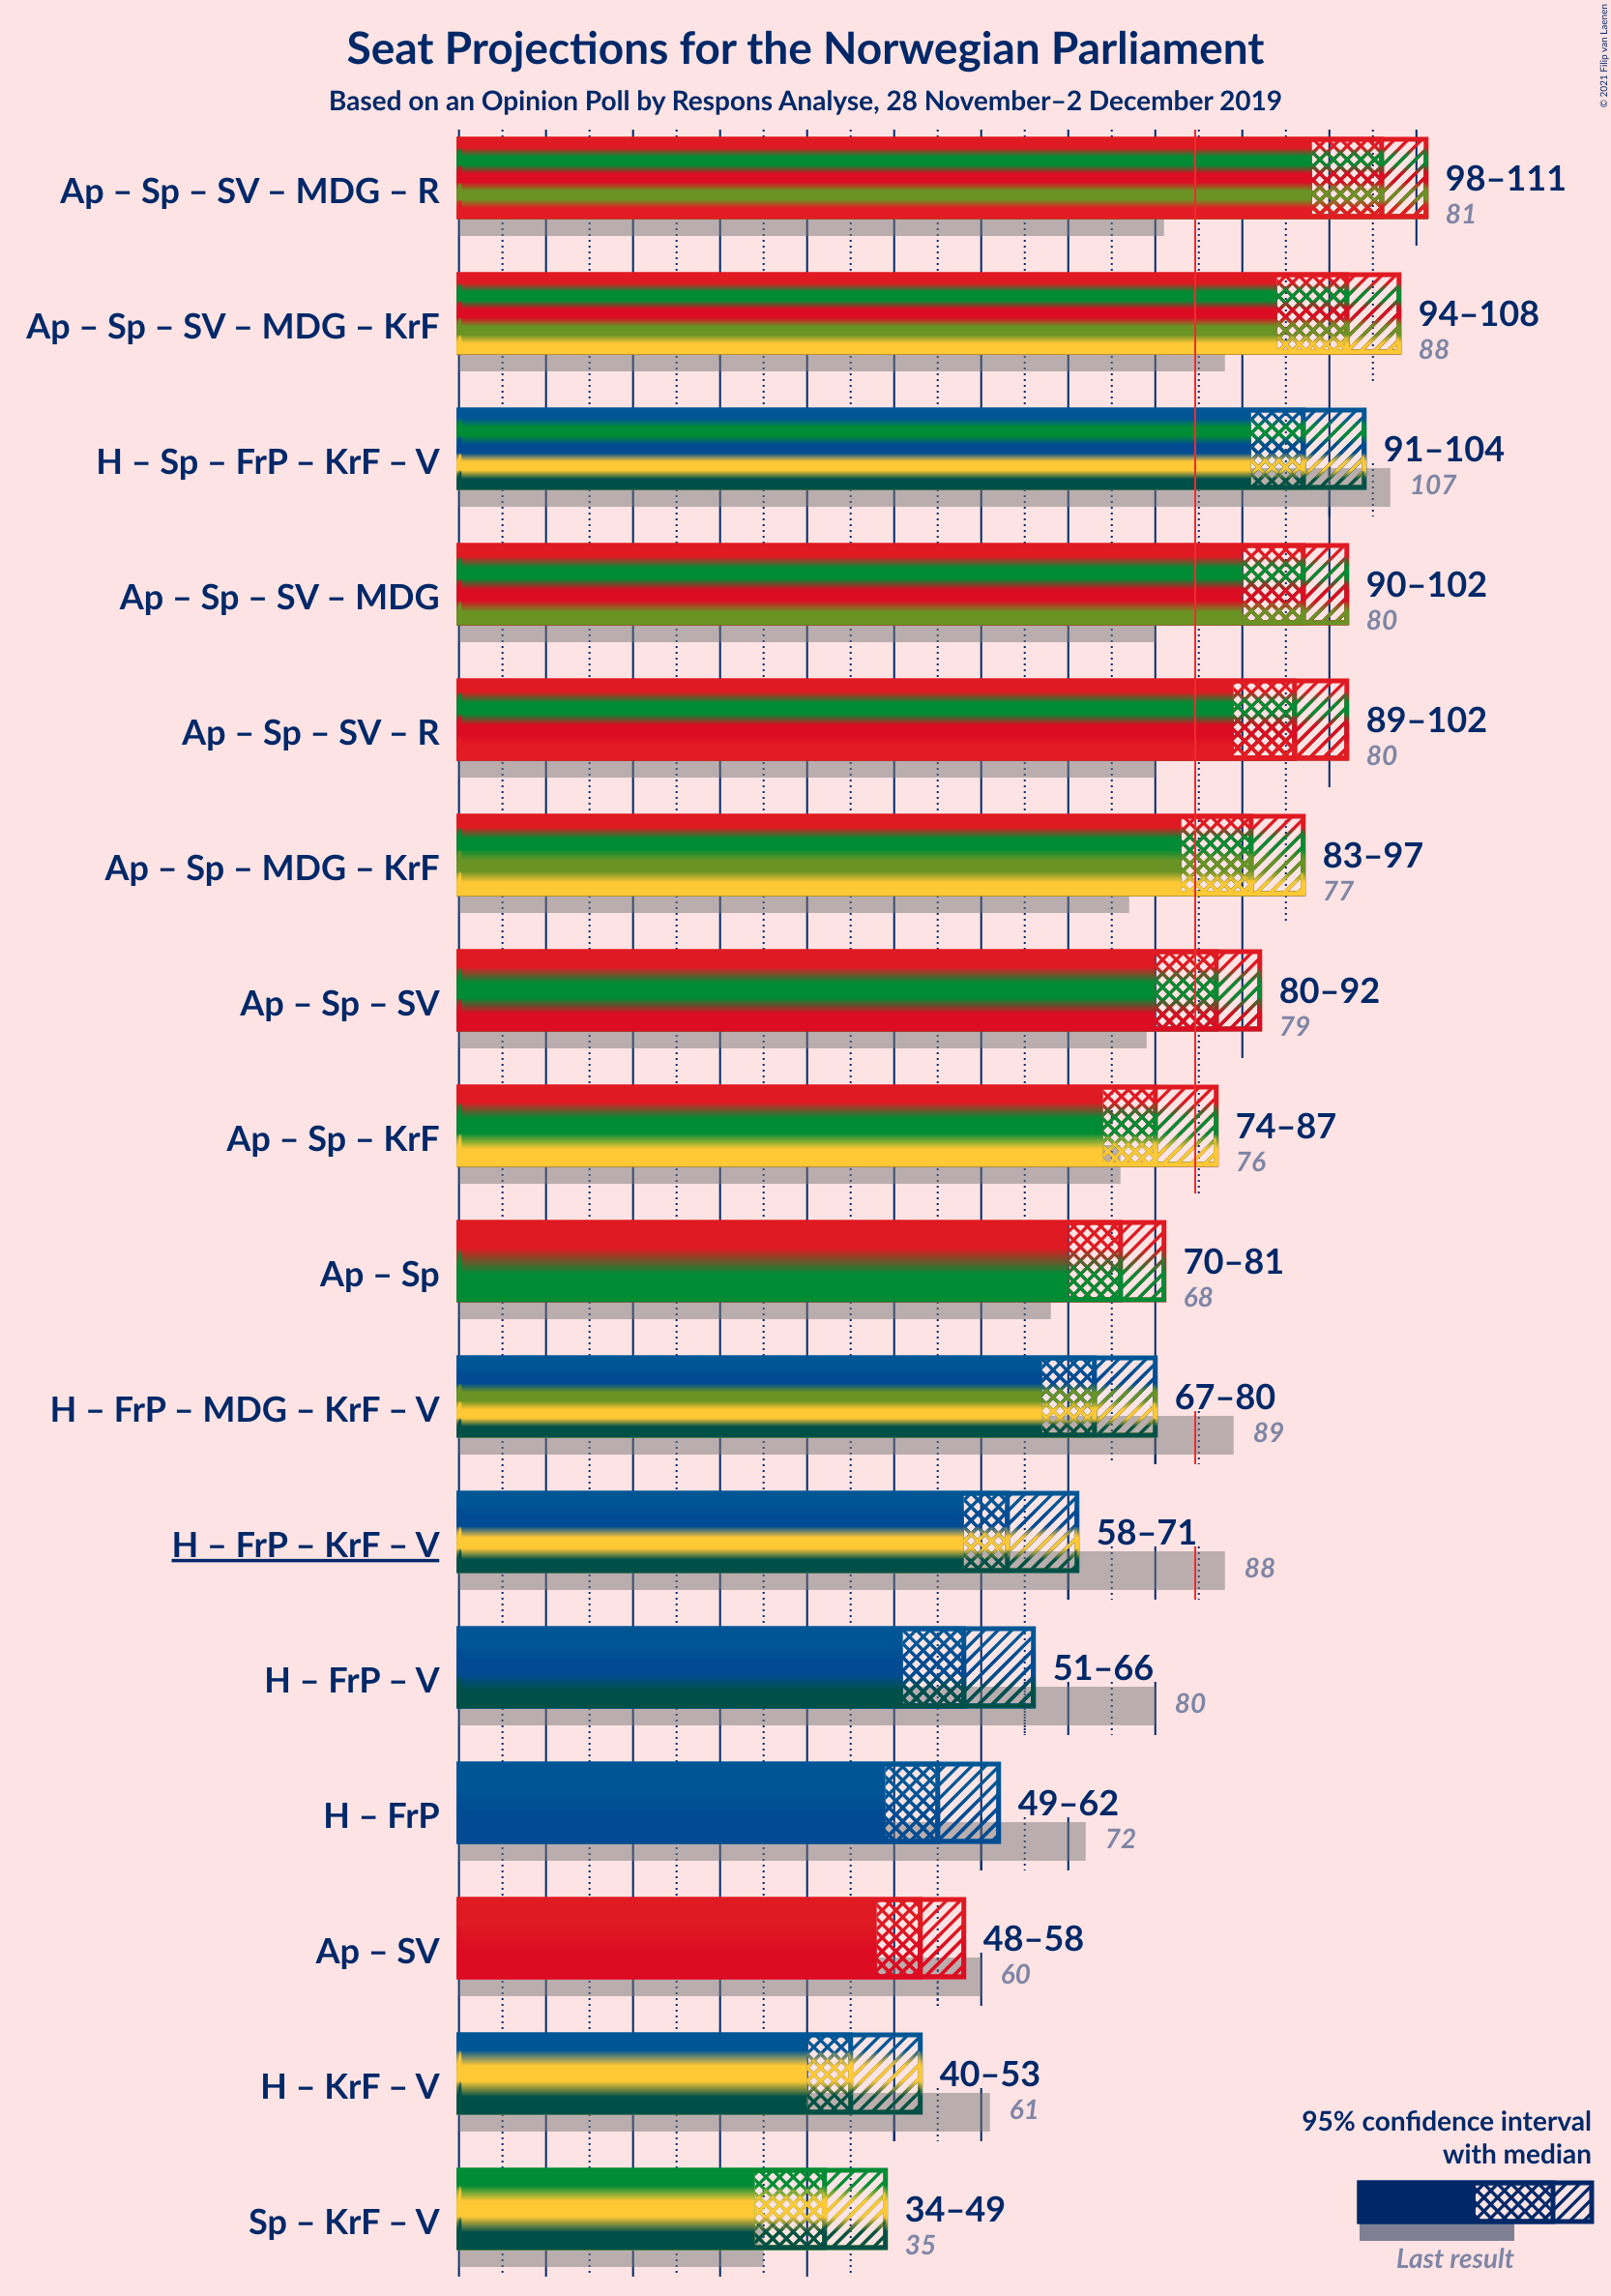 © 2021 Filip van Laenen
Seat Projections for the Norwegian Parliament
Based on an Opinion Poll by Respons Analyse, 28 November–2 December 2019
Ap – Sp – SV – MDG – R
98–111
81
Ap – Sp – SV – MDG – KrF
94–108
88
H – Sp – FrP – KrF – V
91–104
107
Ap – Sp – SV – MDG
90–102
80
Ap – Sp – SV – R
89–102
80
Ap – Sp – MDG – KrF
83–97
77
Ap – Sp – SV
80–92
79
Ap – Sp – KrF
74–87
76
Ap – Sp
70–81
68
H – FrP – MDG – KrF – V
67–80
89
H – FrP – KrF – V
58–71
88
H – FrP – V
51–66
80
H – FrP
49–62
72
Ap – SV
48–58
60
H – KrF – V
40–53
61
Sp – KrF – V
34–49
35
95% confidence interval
with median
Last result